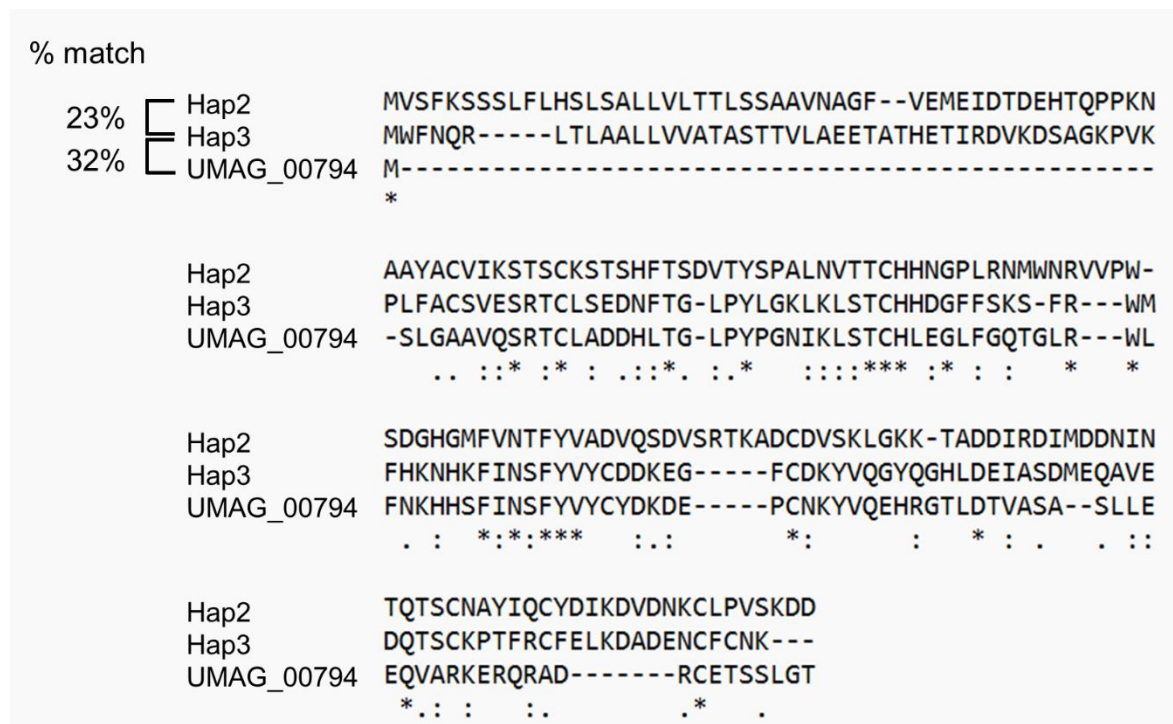 % match
23%
32%
Hap2 MVSFKSSSLFLHSLSALLVLTTLSSAAVNAGF--VEMEIDTDEHTQPPKN
Hap3 MWFNQR-----LTLAALLVVATASTTVLAEETATHETIRDVKDSAGKPVK
UMAG_00794 M-------------------------------------------------
*
Hap2 AAYACVIKSTSCKSTSHFTSDVTYSPALNVTTCHHNGPLRNMWNRVVPW-
Hap3 PLFACSVESRTCLSEDNFTG-LPYLGKLKLSTCHHDGFFSKS-FR---WM
UMAG_00794 -SLGAAVQSRTCLADDHLTG-LPYPGNIKLSTCHLEGLFGQTGLR---WL
.. ::* :* : .::*. :.* ::::*** :* : : * *
Hap2 SDGHGMFVNTFYVADVQSDVSRTKADCDVSKLGKK-TADDIRDIMDDNIN
Hap3 FHKNHKFINSFYVYCDDKEG-----FCDKYVQGYQGHLDEIASDMEQAVE
UMAG_00794 FNKHHSFINSFYVYCYDKDE-----PCNKYVQEHRGTLDTVASA--SLLE
. : *:*:*** :.: *: : * : . . ::
Hap2 TQTSCNAYIQCYDIKDVDNKCLPVSKDD
Hap3 DQTSCKPTFRCFELKDADENCFCNK---
UMAG_00794 EQVARKERQRAD-------RCETSSLGT
*.: : :. .* .